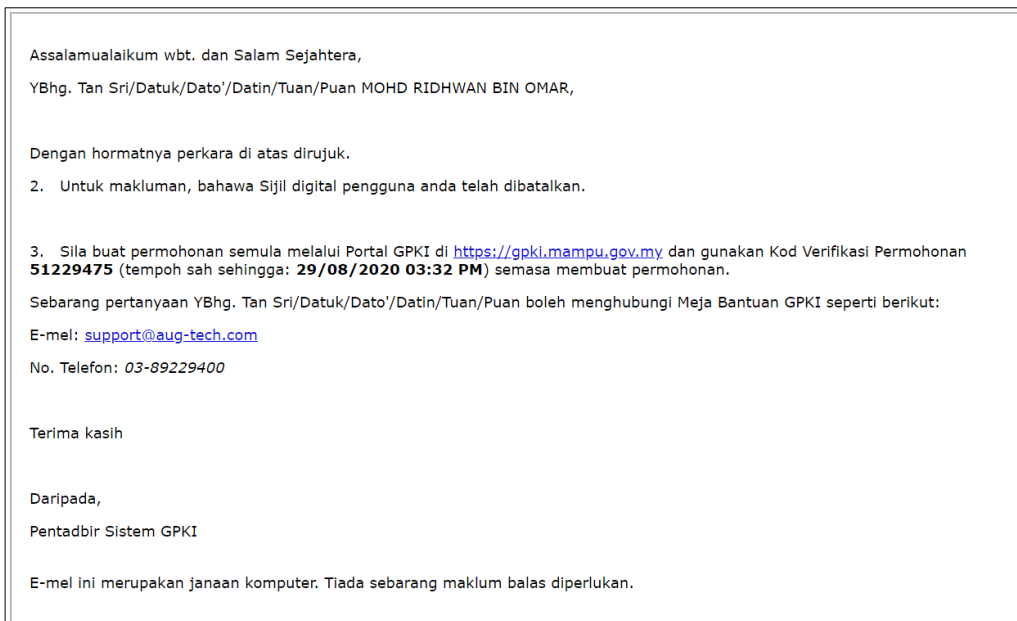 Assalamualaikum wbt. dan Salam Sejahtera,
YBhg. Tan Sri/Datuk/Dato'/Datin/Tuan/Puan MOHD RIDHWAN BIN OMAR,
Dengan hormatnya perkara di atas dirujuk.
2. Untuk makluman, bahawa Sijil digital pengguna anda telah dibatalkan.
3. Sila buat permohonan semula melalui Portal GPKI di https://gpki.mampu.gov.my dan gunakan Kod Verifikasi Permohonan
51229475 (tempoh sah sehingga: 29/08/2020 03:32 PM) semasa membuat permohonan.
Sebarang pertanyaan YBhg. Tan Sri/Datuk/Dato'/Datin/Tuan/Puan boleh menghubungi Meja Bantuan GPKI seperti berikut:
E-mel: support@aug-tech.com
No. Telefon: 03-89229400
Terima kasih
Daripada,
Pentadbir Sistem GPKI
E-mel ini merupakan janaan komputer. Tiada sebarang maklum balas diperlukan.